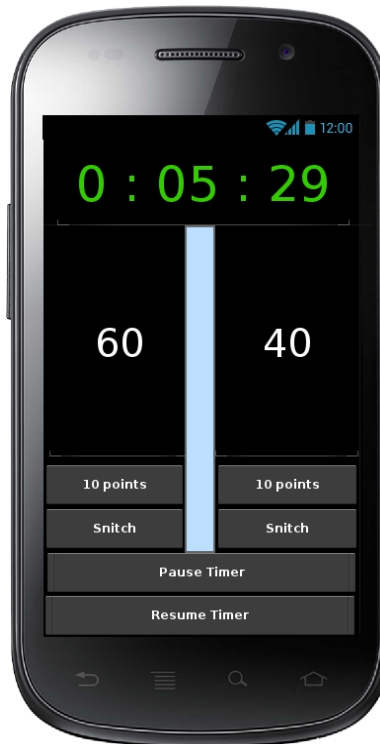 12:00
0 : 05 : 29
60 40
10 points 10 points
Snitch Snitch
Pause Timer
Resume Timer